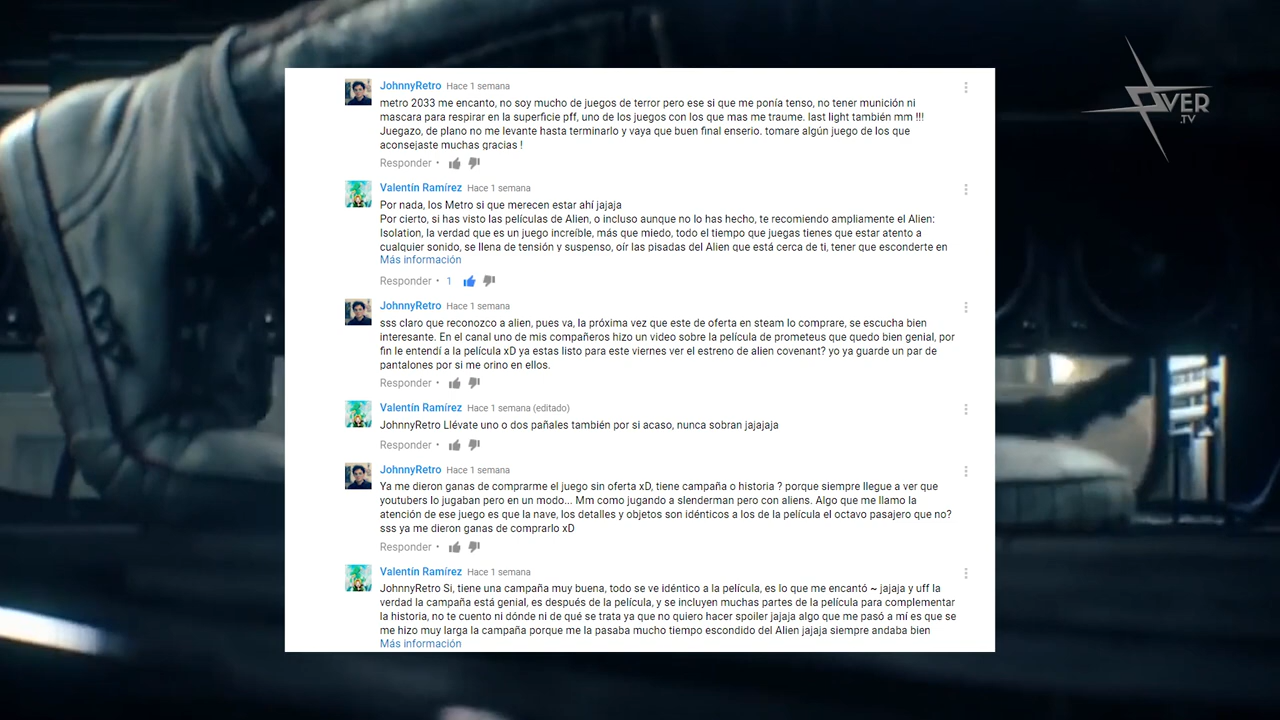 JohnnyRetro Hace 1 semana
metro 2033 me encanto, no soy mucho de juegos de terror pero ese si que me ponía tenso, no tener munición ni
mascara para respirar en la superficie pff, uno de los juegos con los que mas me traume. last light también mm !!!
Juegazo, de plano no me levante hasta terminarlo y vaya que buen final enserio. tomare algún juego de los que
aconsejaste muchas gracias !
Responder •
Valentín Ramírez Hace 1 semana
Por nada, los Metro si que merecen estar ahí jajaja
Por cierto, si has visto las películas de Alien, o incluso aunque no lo has hecho, te recomiendo ampliamente el Alien:
Isolation, la verdad que es un juego increíble, más que miedo, todo el tiempo que juegas tienes que estar atento a
cualquier sonido, se llena de tensión y suspenso, oír las pisadas del Alien que está cerca de ti, tener que esconderte en
Más información
Responder • 1
JohnnyRetro Hace 1 semana
sss claro que reconozco a alien, pues va, la próxima vez que este de oferta en steam lo comprare, se escucha bien
interesante. En el canal uno de mis compañeros hizo un video sobre la película de prometeus que quedo bien genial, por
fin le entendí a la película xD ya estas listo para este viernes ver el estreno de alien covenant? yo ya guarde un par de
pantalones por si me orino en ellos.
Responder •
Valentín Ramírez Hace 1 semana (editado)
JohnnyRetro Llévate uno o dos pañales también por si acaso, nunca sobran jajajaja
Responder •
JohnnyRetro Hace 1 semana
Ya me dieron ganas de comprarme el juego sin oferta xD, tiene campaña o historia ? porque siempre llegue a ver que
youtubers lo jugaban pero en un modo... Mm como jugando a slenderman pero con aliens. Algo que me llamo la
atención de ese juego es que la nave, los detalles y objetos son idénticos a los de la película el octavo pasajero que no?
sss ya me dieron ganas de comprarlo xD
Responder •
Valentín Ramírez Hace 1 semana
JohnnyRetro Si, tiene una campaña muy buena, todo se ve idéntico a la película, es lo que me encantó ~ jajaja y uff la
verdad la campaña está genial, es después de la película, y se incluyen muchas partes de la película para complementar
la historia, no te cuento ni dónde ni de qué se trata ya que no quiero hacer spoiler jajaja algo que me pasó a mí es que se
me hizo muy larga la campaña porque me la pasaba mucho tiempo escondido del Alien jajaja siempre andaba bien
Más información
OVER
.TV